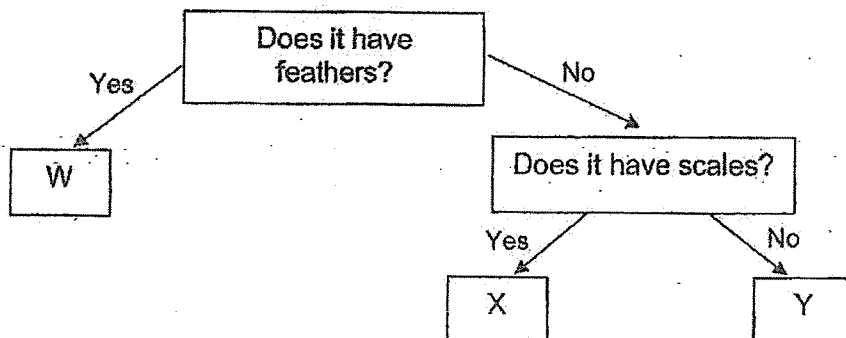 Does it have
feathers?
Yes
No
W
Does it have scales?
Yes
No
X
Y